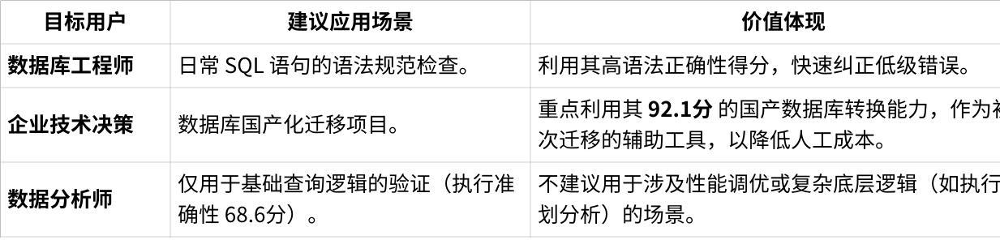 目标用户 建议应用场景 价值体现
数据库工程师 日常 SQL 语句的语法规范检查。 利用其高语法正确性得分，快速纠正低级错误。
企业技术决策 数据库国产化迁移项目。 重点利用其 92.1分 的国产数据库转换能力，作为
次迁移的辅助工具，以降低人工成本。
数据分析师 仅用于基础查询逻辑的验证（执行准
确性 68.6分）。 不建议用于涉及性能调优或复杂底层逻辑（如执行
划分析）的场景。